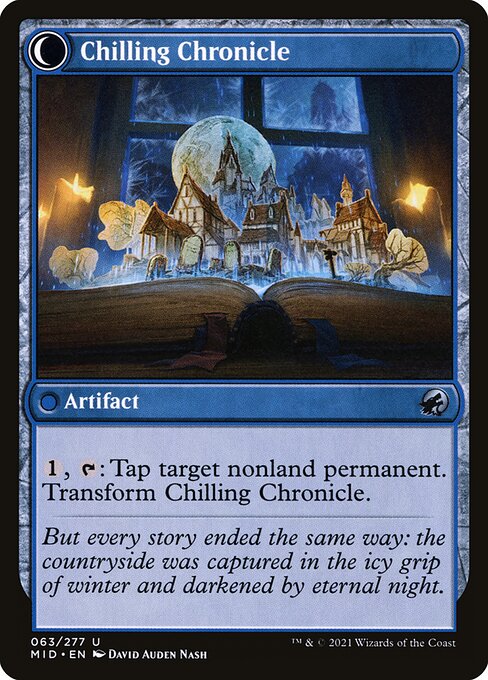 Chilling Chronicle
Artifact
1, : Tap target nonland permanent.
Transform Chilling Chronicle.
But every story ended the same way: the
countryside was captured in the icy grip
of winter and darkened by eternal night.
063/277 U
MID • EN DAVID AUDEN NASH
™ & © 2021 Wizards of the Coast